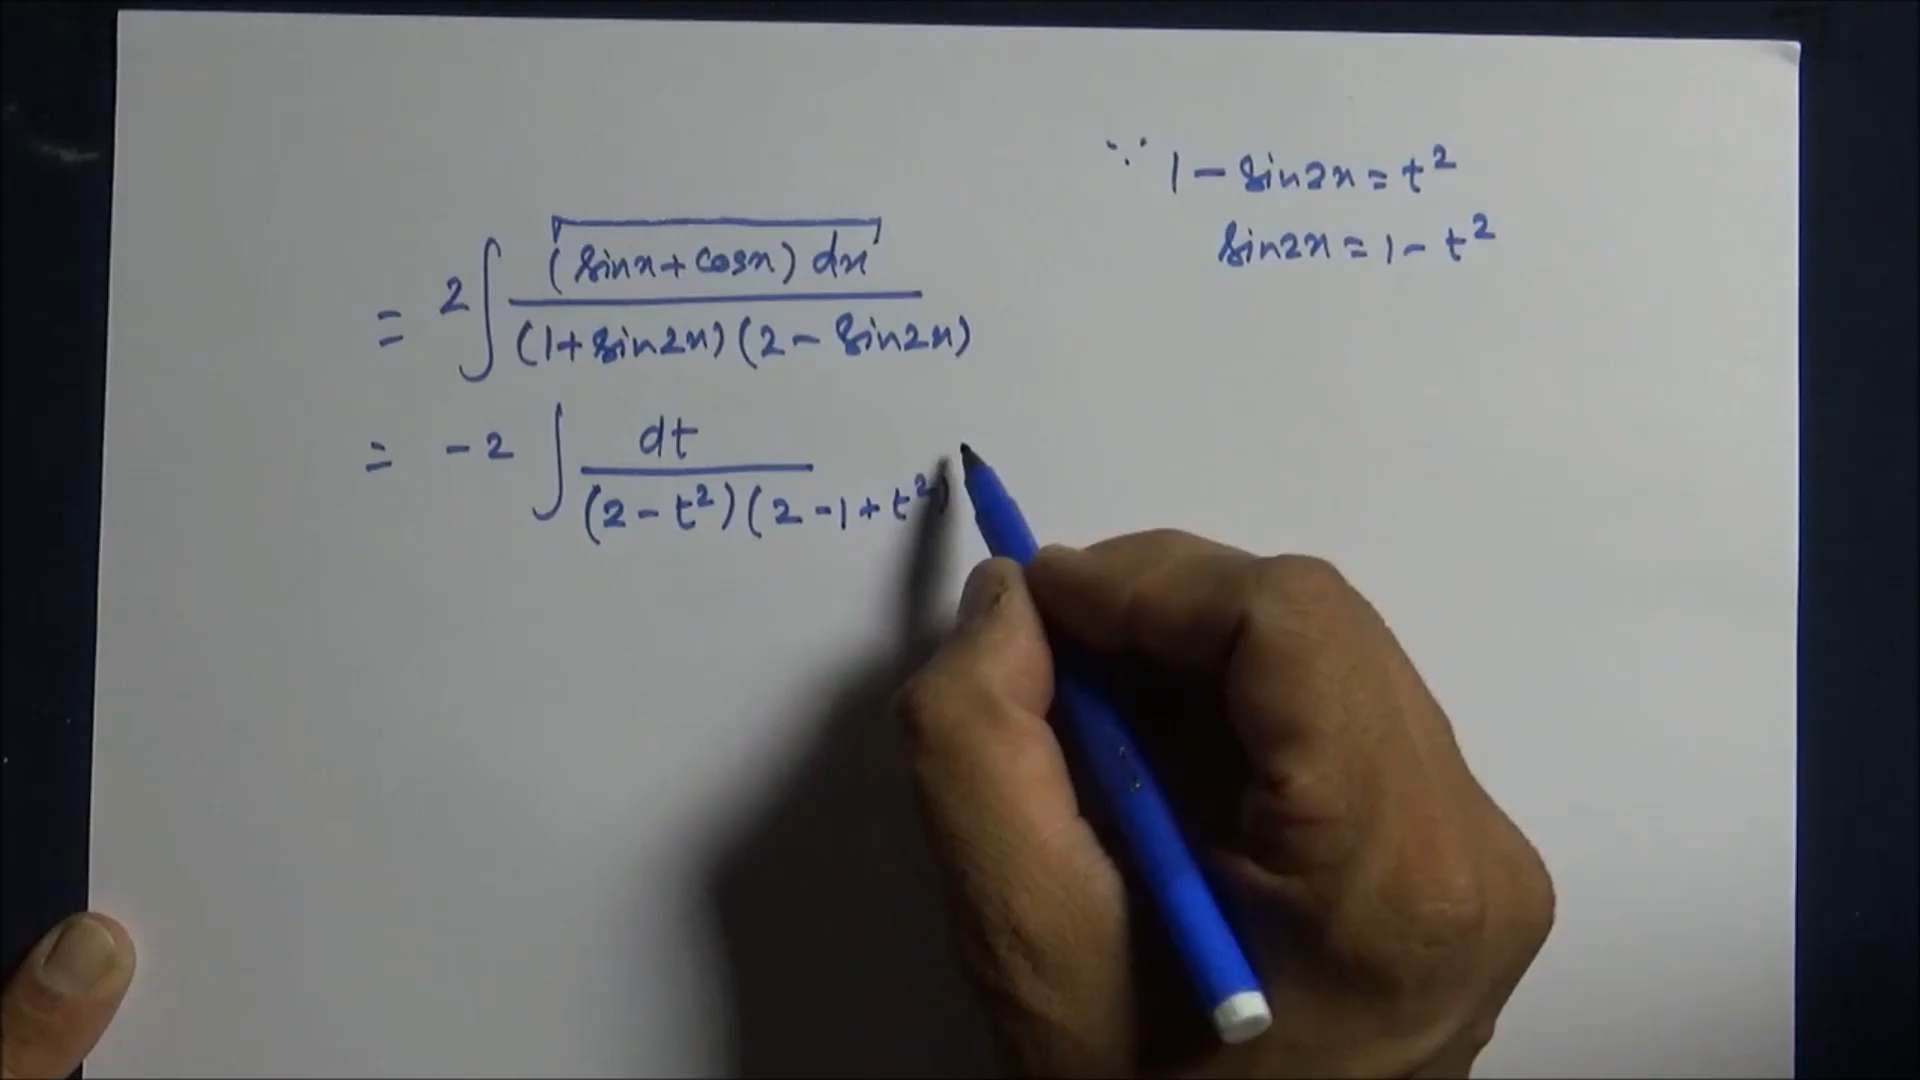 ∵ 1 - sin2x = t²
sin2x = 1 - t²
= 2 ∫ (sinx + cosx) dx / (1 + sin2x) (2 - sin2x)
= -2 ∫ dt / (2 - t²) (2 - 1 + t²)